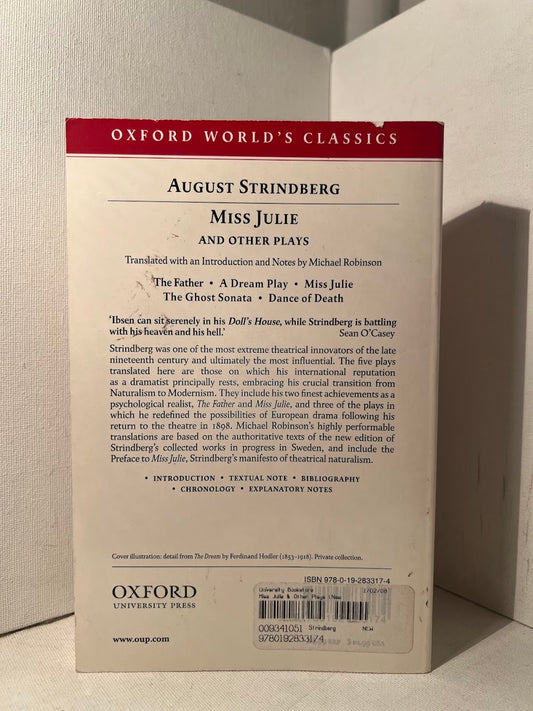 OXFORD WORLD'S CLASSICS
AUGUST STRINDBERG
MISS JULIE
AND OTHER PLAYS
Translated with an Introduction and Notes by Michael Robinson
The Father • A Dream Play • Miss Julie
The Ghost Sonata • Dance of Death
'Ibsen can sit serenely in his Doll's House, while Strindberg is battling
with his heaven and his hell.' Sean O'Casey
Strindberg was one of the most extreme theatrical innovators of the late
nineteenth century and ultimately the most influential. The five plays
translated here are those on which his international reputation
as a dramatist principally rests, embracing his crucial transition from
Naturalism to Modernism. They include his two finest achievements as a
psychological realist, The Father and Miss Julie, and three of the plays in
which he redefined the possibilities of European drama following his
return to the theatre in 1898. Michael Robinson's highly performable
translations are based on the authoritative texts of the new edition of
Strindberg's collected works in progress in Sweden, and include the
Preface to Miss Julie, Strindberg's manifesto of theatrical naturalism.
• INTRODUCTION • TEXTUAL NOTE • BIBLIOGRAPHY
• CHRONOLOGY • EXPLANATORY NOTES
Cover illustration: detail from The Dream by Ferdinand Hodler (1853–1918). Private collection.
ISBN 978-0-19-283317-4
OXFORD
UNIVERSITY PRESS
www.oup.com
University Bookstore
Miss Julie & Other Plays (New
009341051 Strindberg NEW
9780192833174